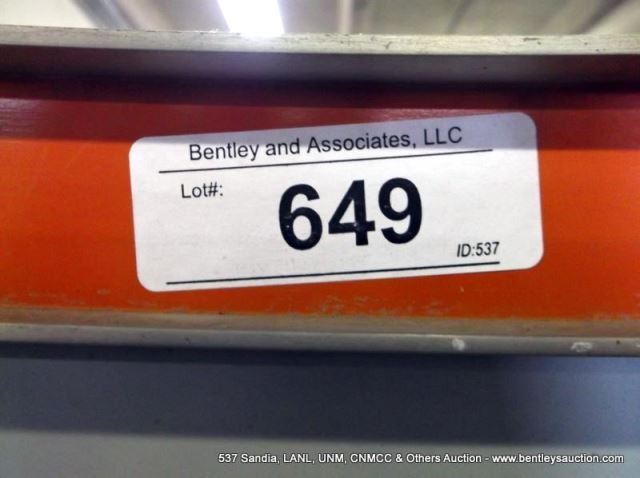 Bentley and Associates, LLC
Lot#:
649
ID:537
537 Sandia, LANL, UNM, CNMCC & Others Auction - www.bentleysauction.com